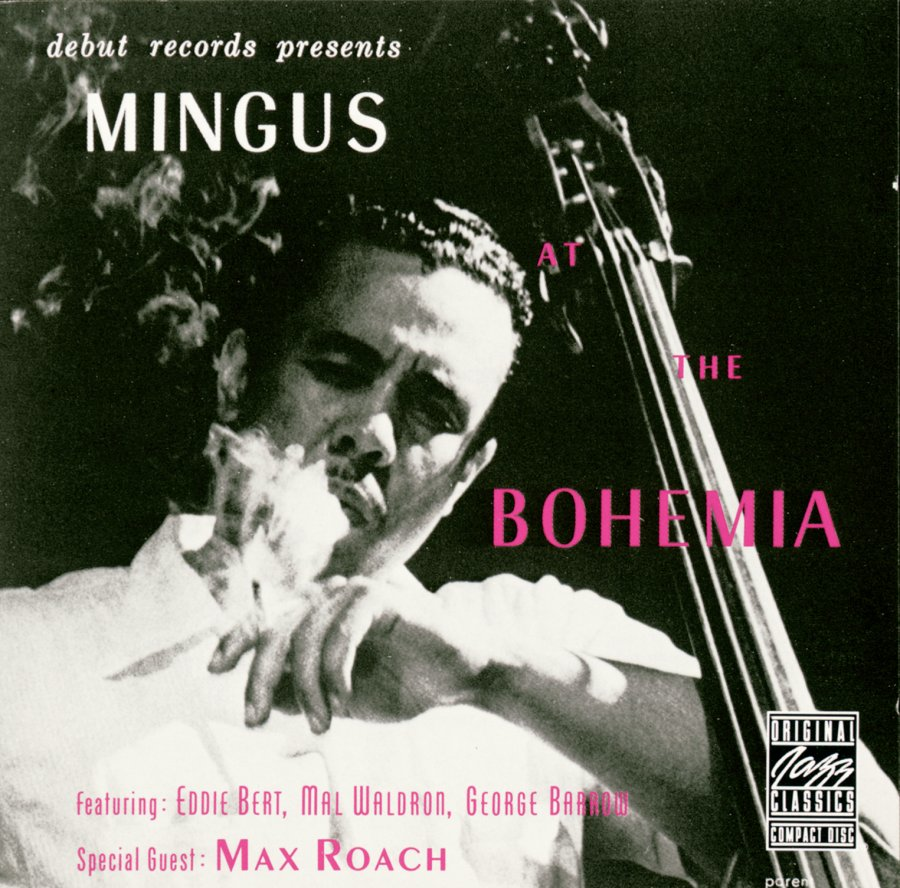 debut records presents
MINGUS
AT
THE
BOHEMIA
featuring: EDDIE BERT, MAL WALDRON, GEORGE BARROW
Special Guest: MAX ROACH
ORIGINAL
Jazz
CLASSICS
COMPACT DISC